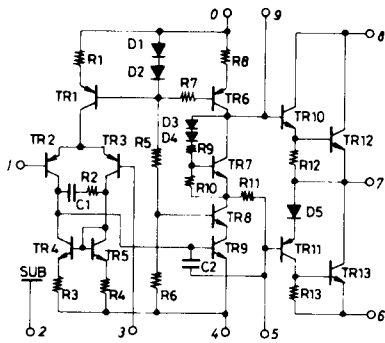 0 9
D1 8
R1 D2 R8
R7
TR1 TR6 TR10
TR2 TR3 D3 TR12
R5 D4 R12
1 R9 TR7 7
R2 R10 R11
C1 D5
TR8 TR11
TR4 TR5 TR9 TR13
C2
SUB R3 R4 R6 R13
2 3 4 5 6